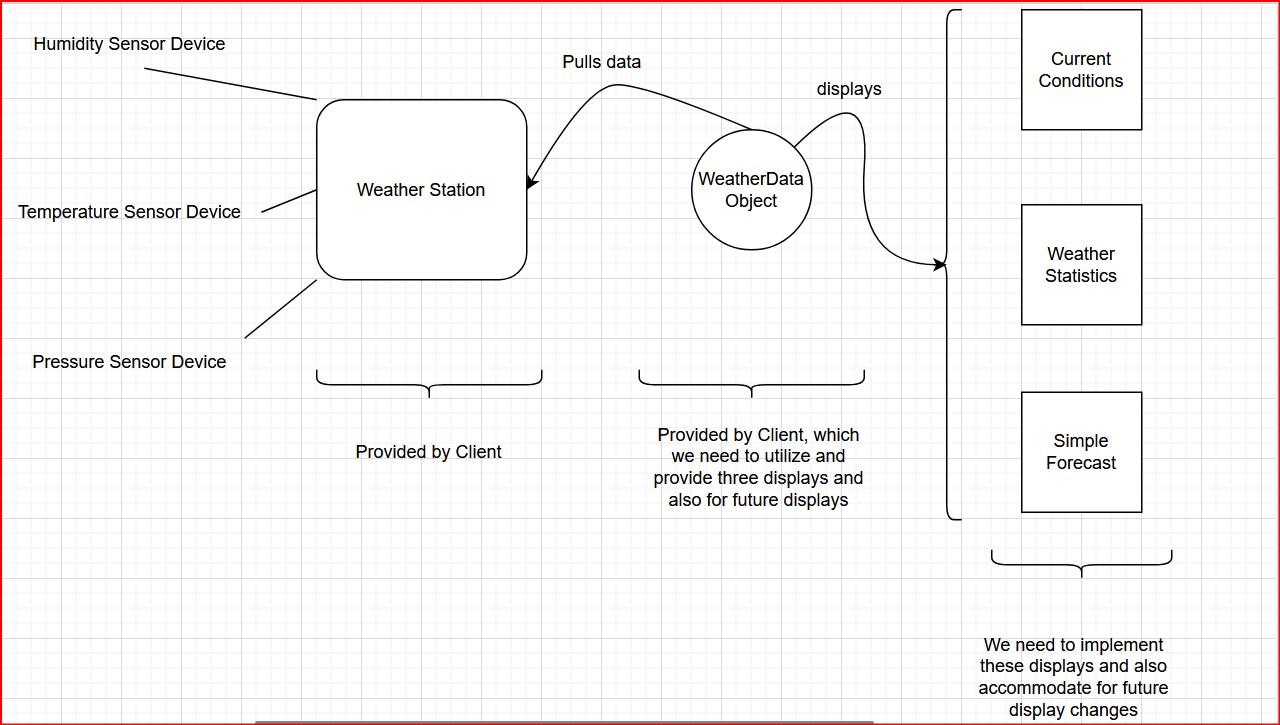 Humidity Sensor Device
Temperature Sensor Device
Pressure Sensor Device
Weather Station
Provided by Client
Pulls data
WeatherData
Object
Provided by Client, which
we need to utilize and
provide three displays and
also for future displays
displays
Current
Conditions
Weather
Statistics
Simple
Forecast
We need to implement
these displays and also
accommodate for future
display changes